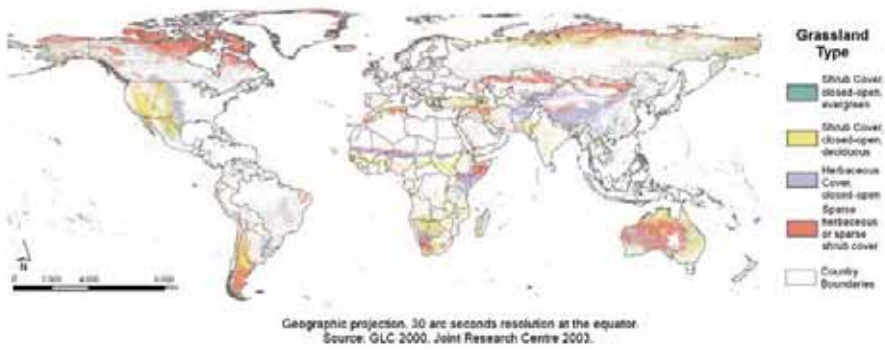 Grassland
Type
Shrub Cover,
closed-open,
evergreen
Shrub Cover,
closed-open,
deciduous
Herbaceous
Cover,
closed-open
Sparse
herbaceous
or sparse
shrub cover
Country
Boundaries
N
0
Geographic projection. 30 arc seconds resolution at the equator.
Source: GLC 2000. Joint Research Centre 2003.